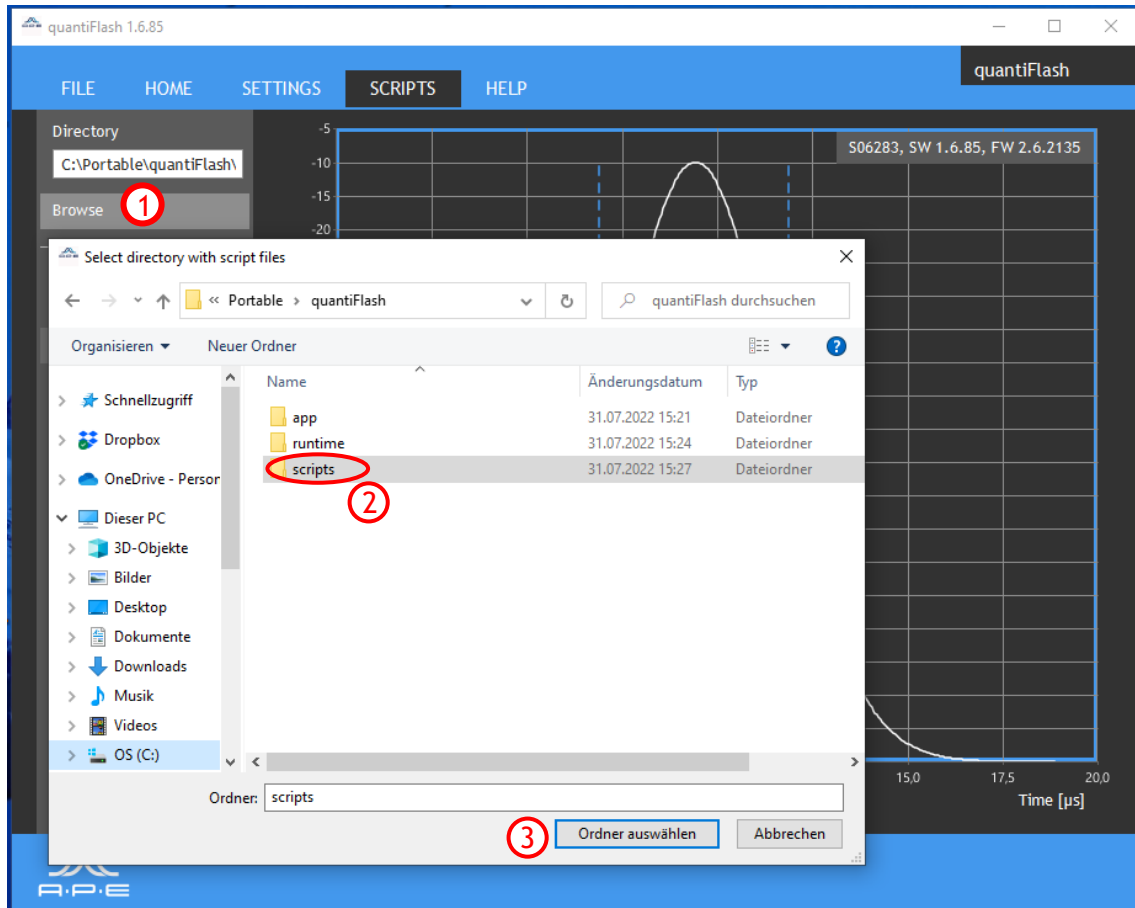 quantiFlash 1.6.85
quantiFlash
FILE HOME SETTINGS SCRIPTS HELP
Directory
C:\Portable\quantiFlash\
Browse
1
-5
-10
-15
-20
S06283, SW 1.6.85, FW 2.6.2135
Select directory with script files
« Portable > quantiFlash
quantiFlash durchsuchen
Organisieren Neuer Ordner
?
Name Änderungsdatum Typ
Schnellzugriff
Dropbox
OneDrive - Person
Dieser PC
3D-Objekte
Bilder
Desktop
Dokumente
Downloads
Musik
Videos
OS (C:)
app 31.07.2022 15:21 Dateiordner
runtime 31.07.2022 15:24 Dateiordner
scripts 31.07.2022 15:27 Dateiordner
2
Ordner: scripts
3
Ordner auswählen Abbrechen
15,0 17,5 20,0
Time [µs]
A·P·E